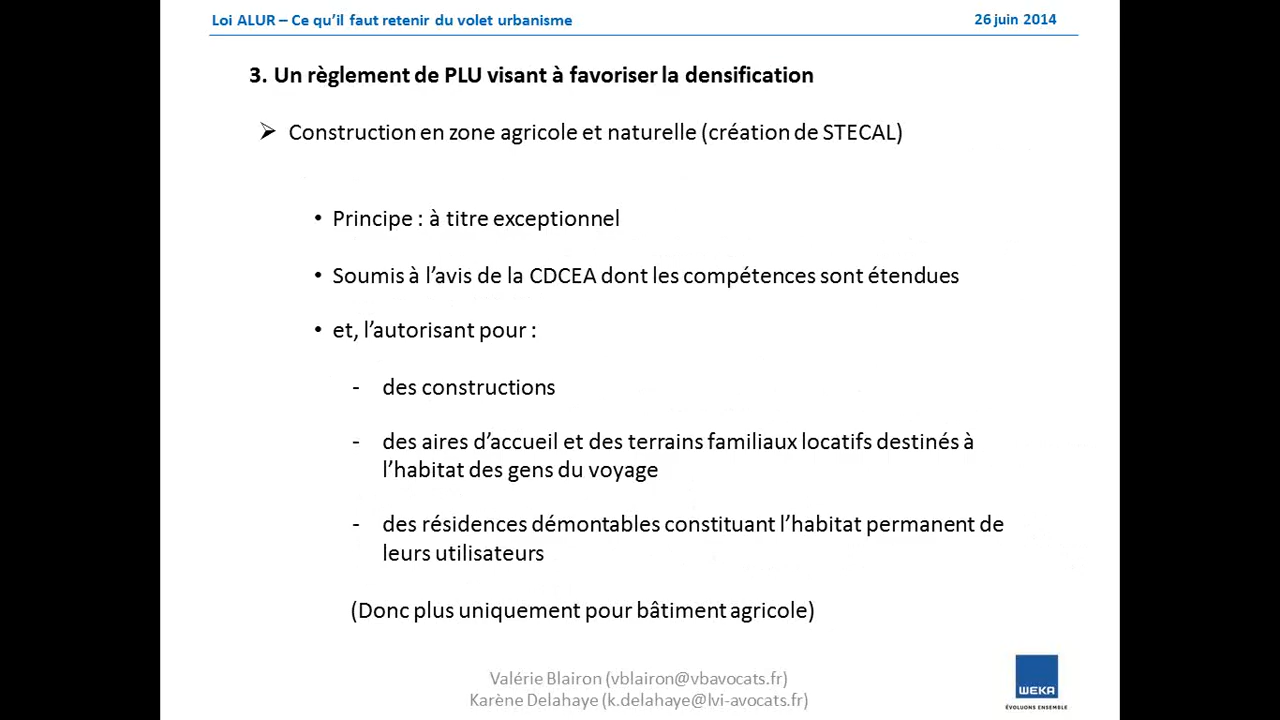 Loi ALUR – Ce qu’il faut retenir du volet urbanisme
26 juin 2014
3. Un règlement de PLU visant à favoriser la densification
➢ Construction en zone agricole et naturelle (création de STECAL)
• Principe : à titre exceptionnel
• Soumis à l’avis de la CDCEA dont les compétences sont étendues
• et, l’autorisant pour :
- des constructions
- des aires d’accueil et des terrains familiaux locatifs destinés à
l’habitat des gens du voyage
- des résidences démontables constituant l’habitat permanent de
leurs utilisateurs
(Donc plus uniquement pour bâtiment agricole)
Valérie Blairon (vblairon@vbavocats.fr)
Karène Delahaye (k.delahaye@lvi-avocats.fr)
WEKA
ÉVOLUONS ENSEMBLE